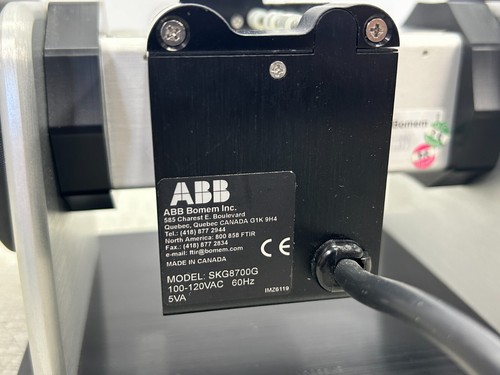 ABB
ABB Bomem Inc.
585 Charest E. Boulevard
Quebec, Quebec CANADA G1K 9H4
Tel.: (418) 877 2944
North America: 800 858 FTIR
Fax.: (418) 877 2834
e-mail: ftir@bomem.com
MADE IN CANADA
CE
MODEL: SKG8700G
100-120VAC 60Hz
5VA
IMZ6119
Bomem